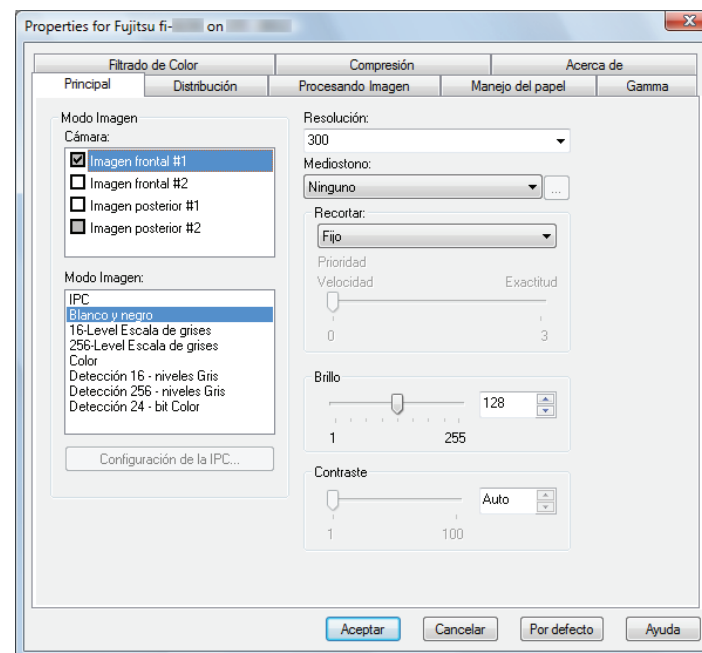 Properties for Fujitsu fi- on
Filtrado de Color Compresión Acerca de
Principal Distribución Procesando Imagen Manejo del papel Gamma
Modo Imagen
Cámara:
Imagen frontal #1
Imagen frontal #2
Imagen posterior #1
Imagen posterior #2
Modo Imagen:
IPC
Blanco y negro
16-Level Escala de grises
256-Level Escala de grises
Color
Detección 16 - niveles Gris
Detección 256 - niveles Gris
Detección 24 - bit Color
Configuración de la IPC...
Resolución:
300
Mediostono:
Ninguno ...
Recortar:
Fijo
Prioridad
Velocidad Exactitud
0 3
Brillo
128
1 255
Contraste
Auto
1 100
Aceptar Cancelar Por defecto Ayuda